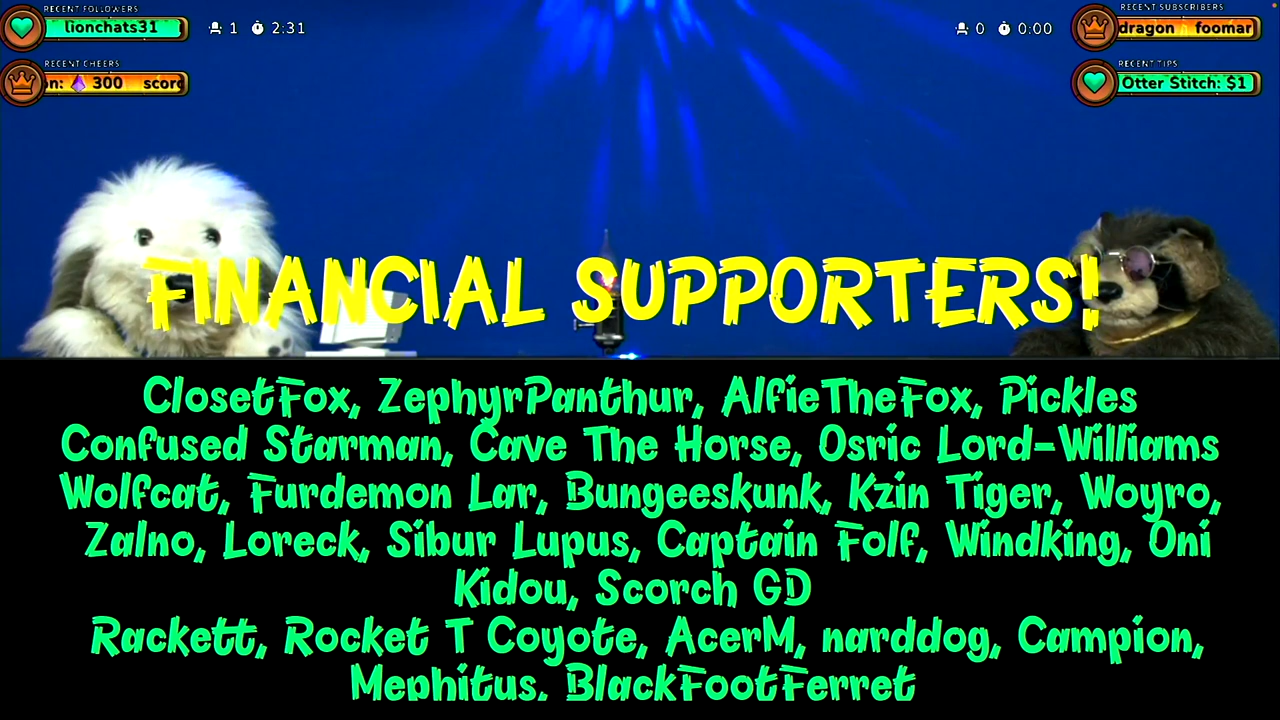 RECENT FOLLOWERS
lionchats31
1
2:31
0
0:00
RECENT SUBSCRIBERS
dragon foomar
RECENT CHEERS
300
RECENT TIPS
Otter Stitch: $1
FINANCIAL SUPPORTERS!
ClosetFox, ZephyrPanthur, AlfieTheFox, Pickles
Confused Starman, Cave The Horse, Osric Lord-Williams
Wolfcat, Furdemon Lar, Bungeeskunk, Kzin Tiger, Woyro,
Zalno, Loreck, Sibur Lupus, Captain Folf, Windking, Oni
Kidou, Scorch GD
Rackett, Rocket T Coyote, AcerM, narddog, Campion,
Mephitus, BlackFootFerret